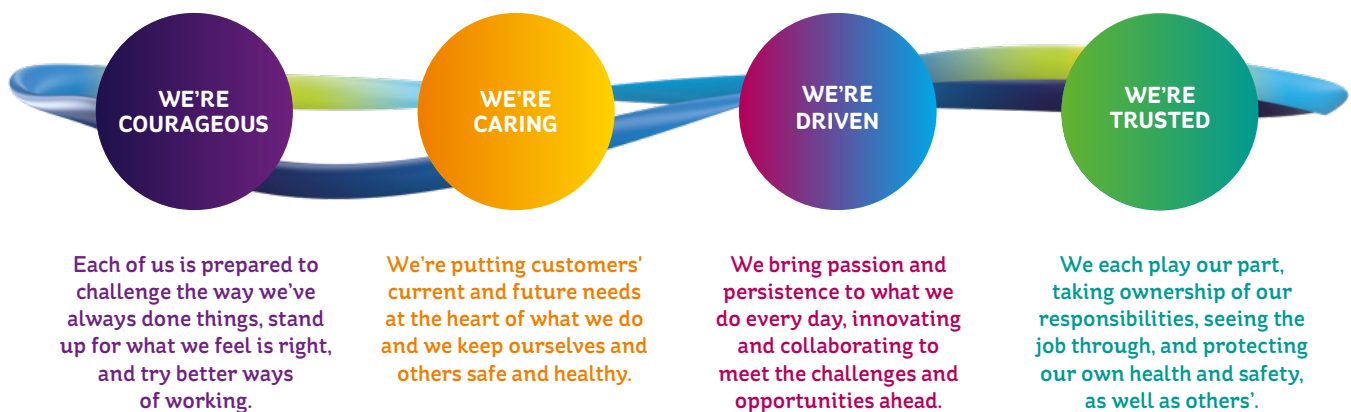 WE'RE
COURAGEOUS
Each of us is prepared to
challenge the way we've
always done things, stand
up for what we feel is right,
and try better ways
of working.
WE'RE
CARING
We're putting customers'
current and future needs
at the heart of what we do
and we keep ourselves and
others safe and healthy.
WE'RE
DRIVEN
We bring passion and
persistence to what we
do every day, innovating
and collaborating to
meet the challenges and
opportunities ahead.
WE'RE
TRUSTED
We each play our part,
taking ownership of our
responsibilities, seeing the
job through, and protecting
our own health and safety,
as well as others'.